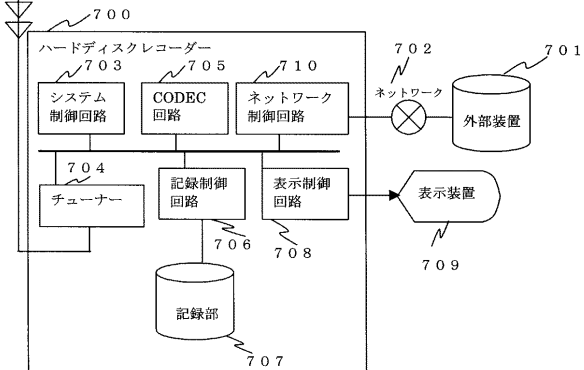 ７００
ハードディスクレコーダー
７０３
７０５
７１０
７０２
７０１
システム
制御回路
CODEC
回路
ネットワーク
制御回路
ネットワーク
外部装置
７０４
チューナー
記録制御
回路
表示制御
回路
表示装置
７０６
７０８
７０９
記録部
７０７